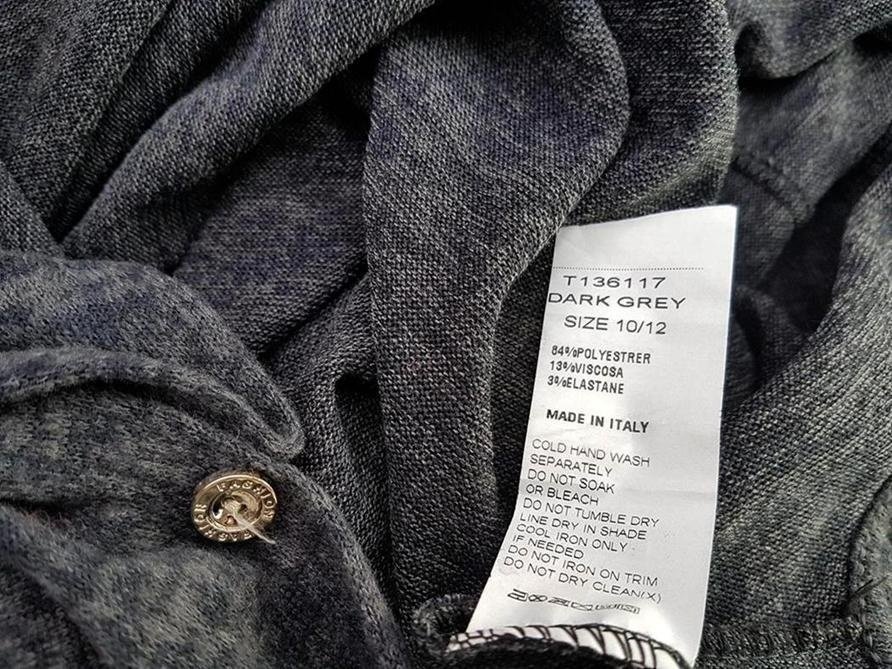 T136117
DARK GREY
SIZE 10/12
84%POLYESTRER
13%VISCOSA
3%ELASTANE
MADE IN ITALY
COLD HAND WASH
SEPARATELY
DO NOT SOAK
OR BLEACH
DO NOT TUMBLE DRY
LINE DRY IN SHADE
COOL IRON ONLY
IF NEEDED
DO NOT IRON ON TRIM
DO NOT DRY CLEAN(X)
FASHION
FASHION